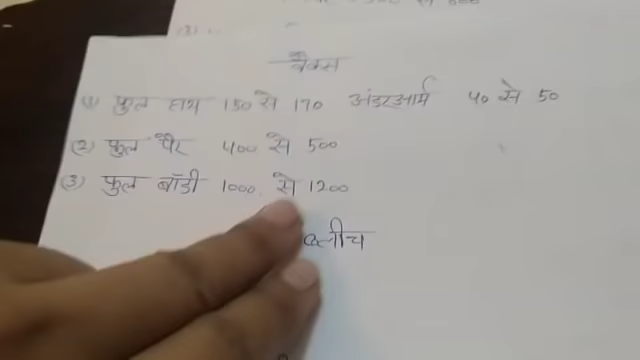 वैक्स
(1) फुल हाथ 150 से 170 अंडरआर्म 40 से 50
(2) फुल पैर 400 से 500
(3) फुल बॉडी 1000 से 1200
ब्लीच